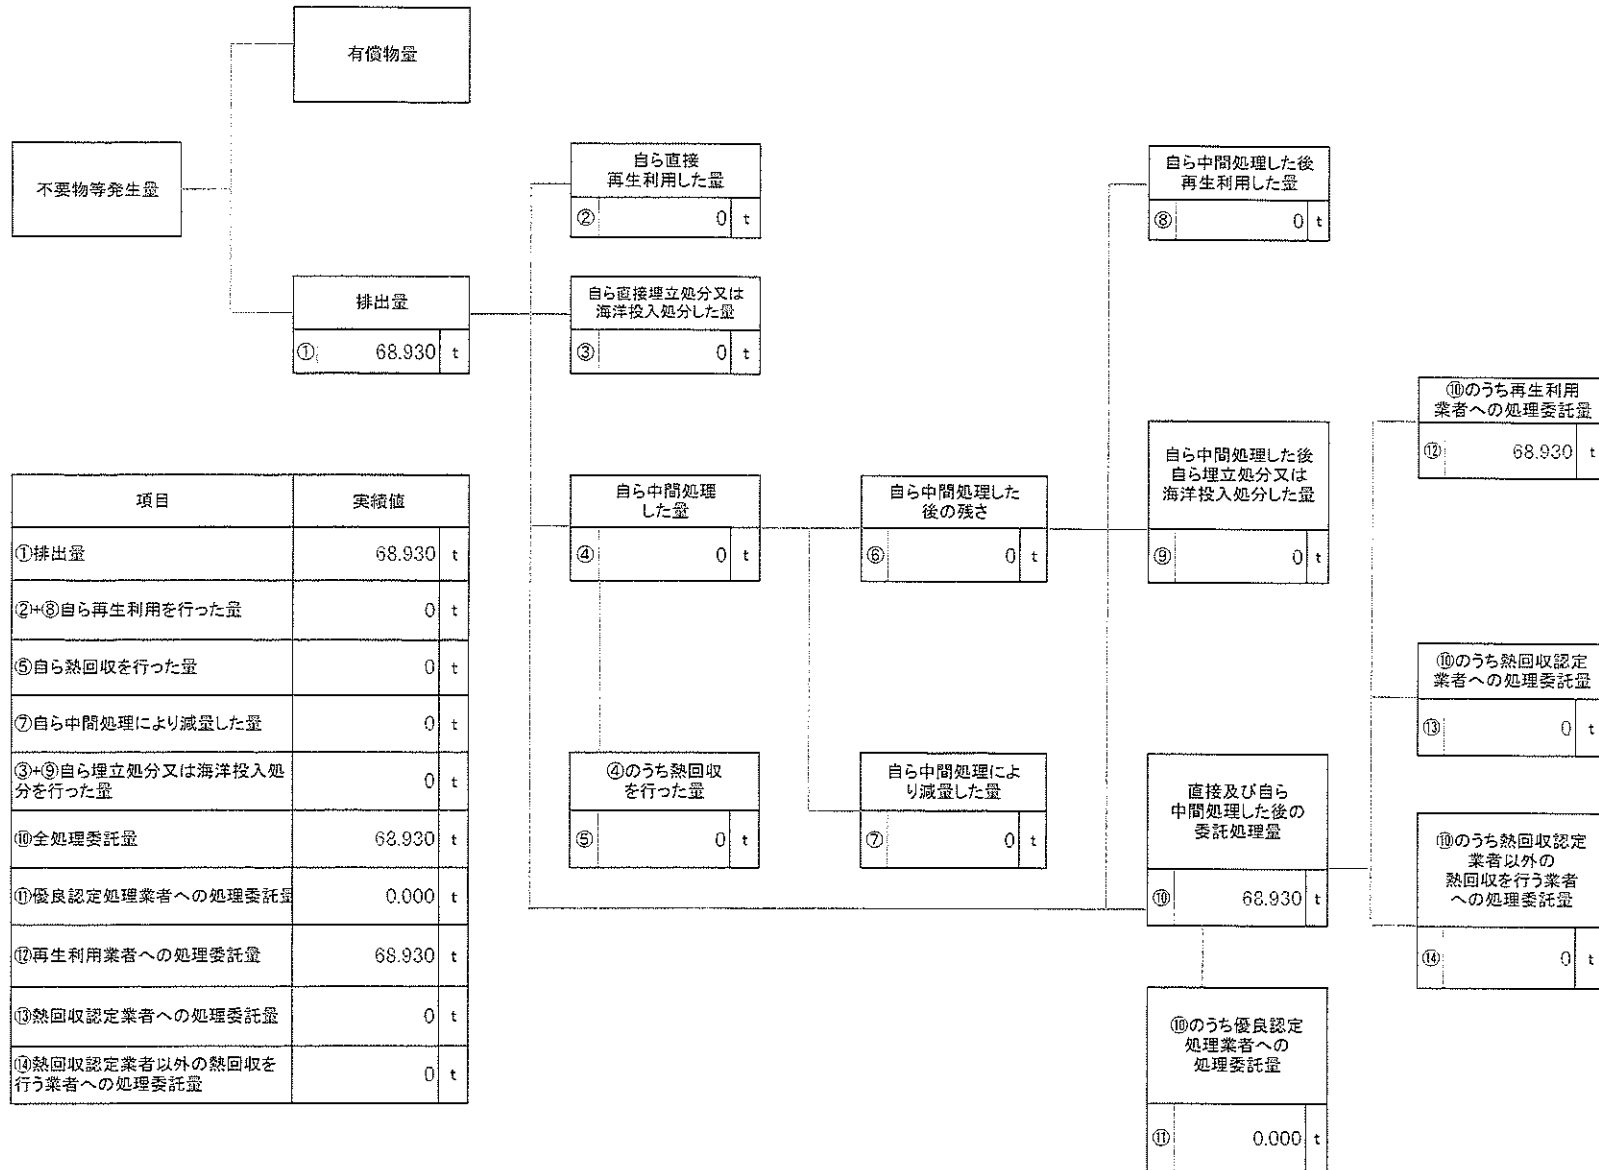 有償物量
不要物等発生量
排出量
① 68.930 t
自ら直接
再生利用した量
② 0 t
自ら直接埋立処分又は
海洋投入処分した量
③ 0 t
自ら中間処理
した量
④ 0 t
④のうち熱回収
を行った量
⑤ 0 t
自ら中間処理した
後の残さ
⑥ 0 t
自ら中間処理によ
り減量した量
⑦ 0 t
自ら中間処理した後
再生利用した量
⑧ 0 t
自ら中間処理した後
自ら埋立処分又は
海洋投入処分した量
⑨ 0 t
直接及び自ら
中間処理した後の
委託処理量
⑩ 68.930 t
⑩のうち優良認定
処理業者への
処理委託量
⑪ 0.000 t
⑩のうち再生利用
業者への処理委託量
⑫ 68.930 t
⑩のうち熱回収認定
業者への処理委託量
⑬ 0 t
⑩のうち熱回収認定
業者以外の
熱回収を行う業者
への処理委託量
⑭ 0 t
項目 実績値
①排出量 68.930 t
②+⑧自ら再生利用を行った量 0 t
⑤自ら熱回収を行った量 0 t
⑦自ら中間処理により減量した量 0 t
③+⑨自ら埋立処分又は海洋投入処
分を行った量 0 t
⑩全処理委託量 68.930 t
⑪優良認定処理業者への処理委託量 0.000 t
⑫再生利用業者への処理委託量 68.930 t
⑬熱回収認定業者への処理委託量 0 t
⑭熱回収認定業者以外の熱回収を
行う業者への処理委託量 0 t